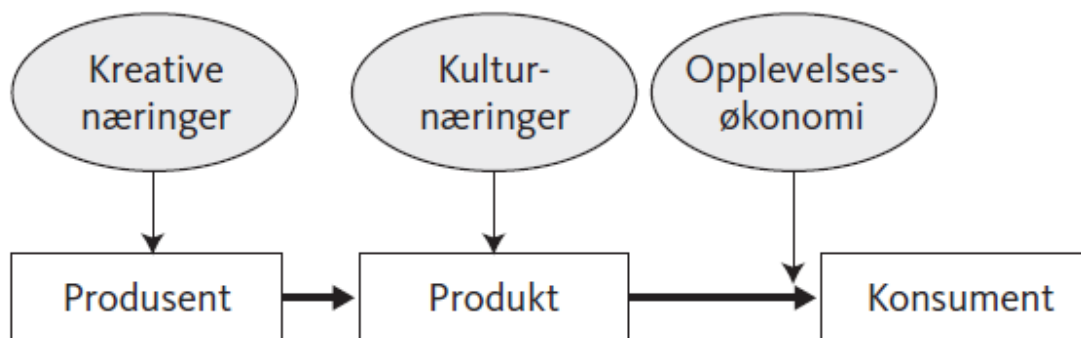 Kreative
næringer
Kultur-
næringer
Opplevelses-
økonomi
Produsent
Produkt
Konsument